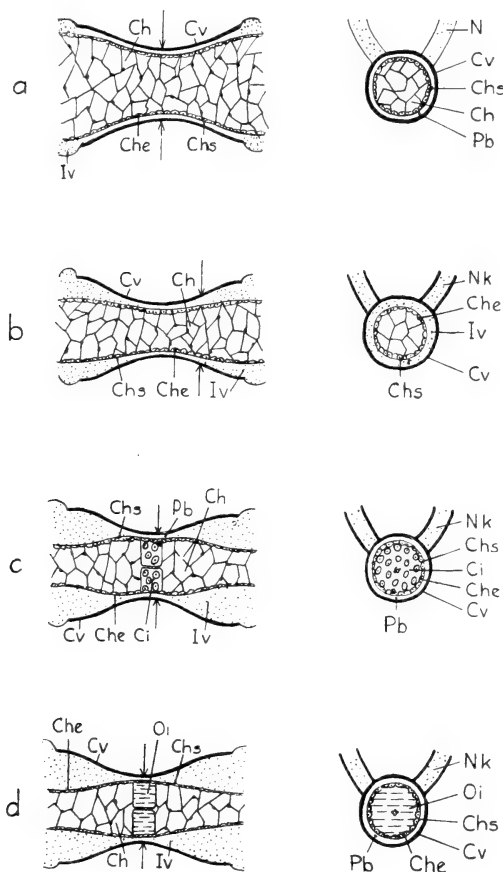 a
Ch Cv
Che Chs
Iv
N
Cv
Chs
Ch
Pb
b
Cv Ch
Chs Che Iv
Nk
Che
Iv
Cv
Chs
c
Chs Pb Ch
Cv Che Ci Iv
Nk
Chs
Ci
Che
Cv
Pb
d
Che Cv Oi Chs
Ch Iv
Nk
Oi
Chs
Cv
Pb Che